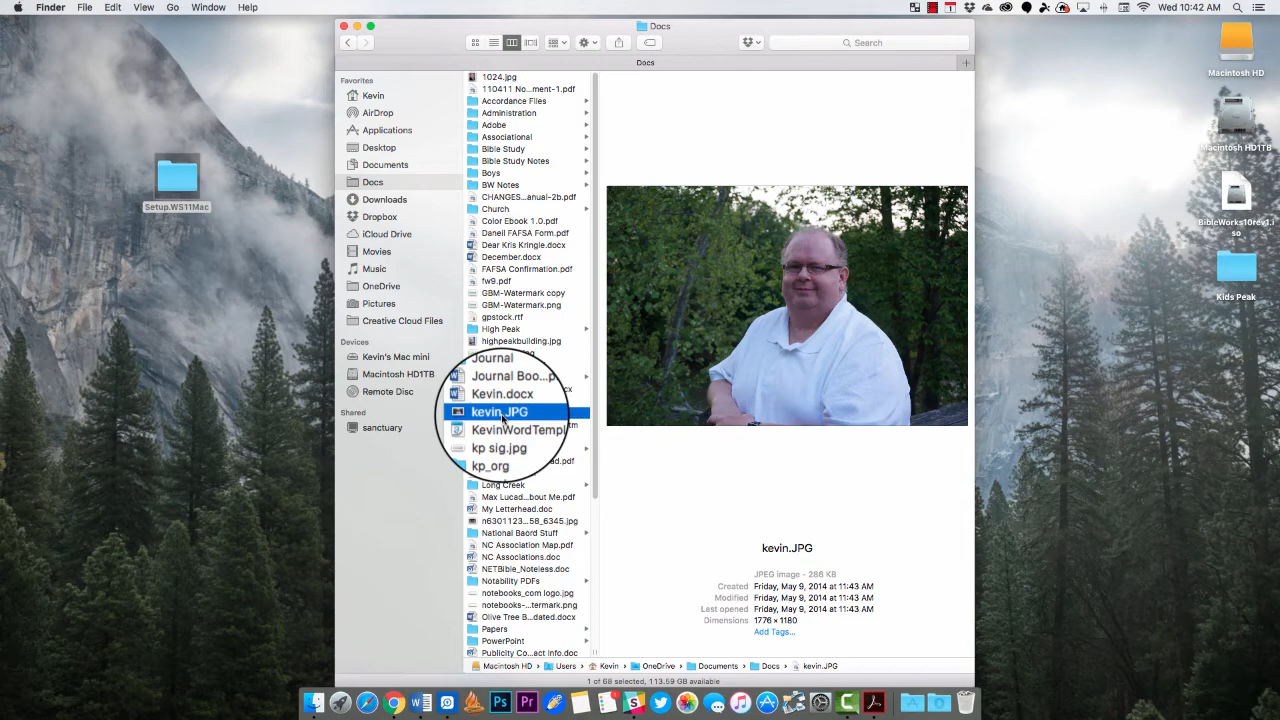 Finder File Edit View Go Window Help
Wed 10:42 AM
Docs
Search
Docs
Favorites
Kevin
AirDrop
Applications
Desktop
Documents
Docs
Downloads
Dropbox
iCloud Drive
Movies
Music
OneDrive
Pictures
Creative Cloud Files
Devices
Kevin's Mac mini
Macintosh HD1TB
Remote Disc
Shared
sanctuary
1024.jpg
110411 No...ment-1.pdf
Accordance Files
Administration
Adobe
Associational
Bible Study
Bible Study Notes
Boys
BW Notes
CHANGES...anual-2b.pdf
Church
Color Ebook 1.0.pdf
Danell FAFSA Form.pdf
Dear Kris Kringle.docx
December.docx
FAFSA Confirmation.pdf
fw9.pdf
GBM-Watermark copy
GBM-Watermark.png
gpstock.rtf
High Peak
highpeakbuilding.jpg
Journal
Journal Boo...p
Kevin.docx
kevin.JPG
KevinWordTempl
kp sig.jpg
kp_org
Long Creek
Max Lucad...bout Me.pdf
My Letterhead.doc
n6301123...58_6345.jpg
National Baord Stuff
NC Association Map.pdf
NC Associations.doc
NETBible_Noteless.doc
Notability PDFs
notebooks_com logo.jpg
notebooks-...termark.png
Olive Tree B...dated.docx
Papers
PowerPoint
Publicity Co...act Info.doc
kevin.JPG
JPEG image - 286 KB
Created Friday, May 9, 2014 at 11:43 AM
Modified Friday, May 9, 2014 at 11:43 AM
Last opened Friday, May 9, 2014 at 11:43 AM
Dimensions 1776 × 1180
Add Tags...
Macintosh HD Users Kevin OneDrive Documents Docs kevin.JPG
1 of 68 selected, 113.59 GB available
Setup.WS11Mac
Macintosh HD
Macintosh HD1TB
BibleWorks10rev1.i
so
Kids Peak
Ps
Pr